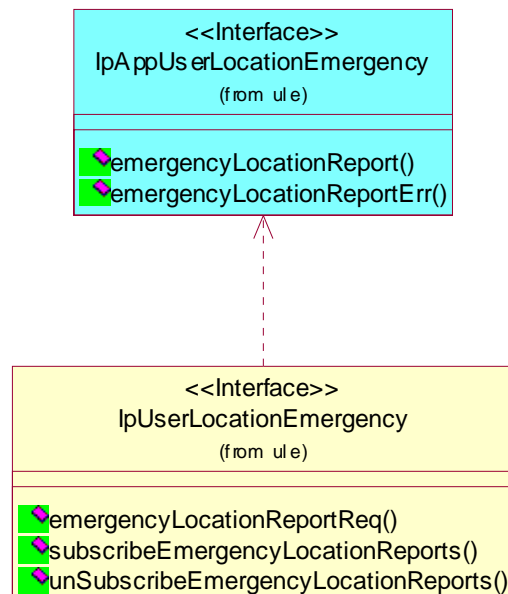 <<Interface>>
IpAppUserLocationEmergency
(from ule)
emergencyLocationReport()
emergencyLocationReportErr()
<<Interface>>
IpUserLocationEmergency
(from ule)
emergencyLocationReportReq()
subscribeEmergencyLocationReports()
unSubscribeEmergencyLocationReports()